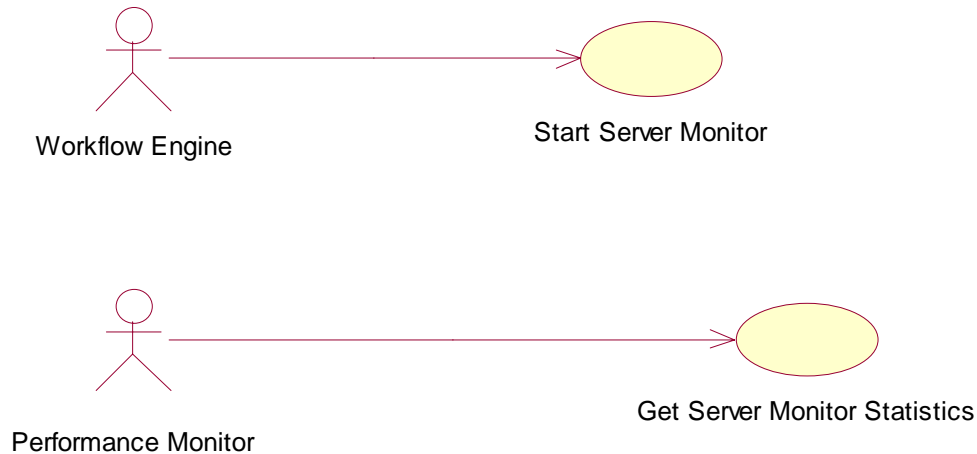 Workflow Engine
Start Server Monitor
Performance Monitor
Get Server Monitor Statistics